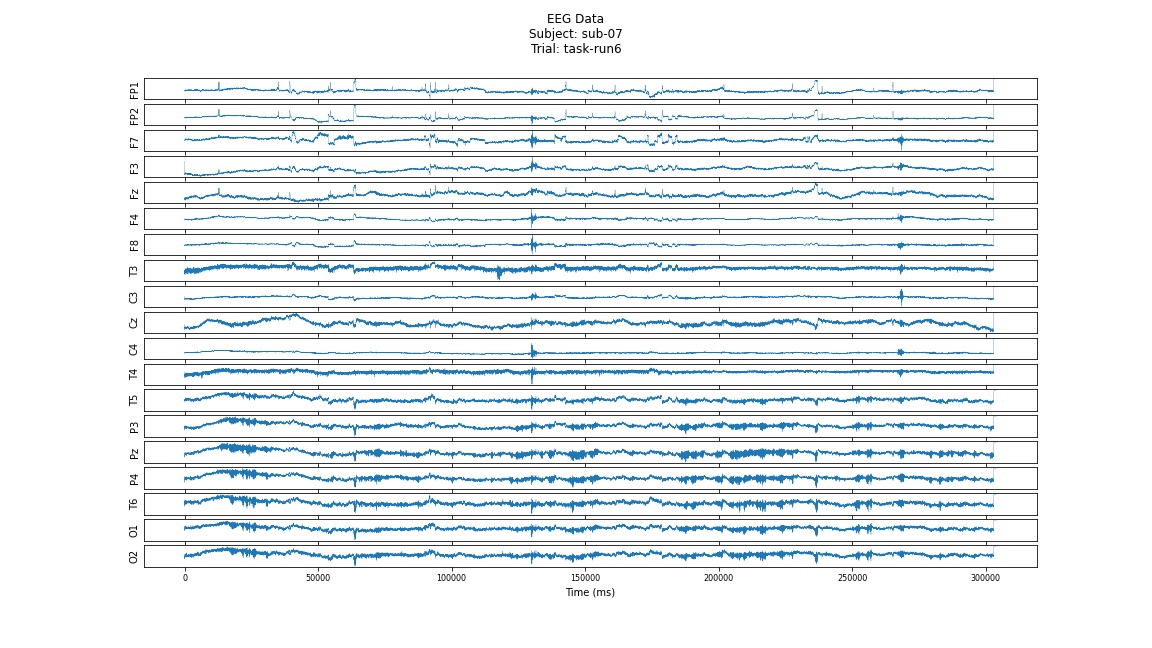 EEG Data
Subject: sub-07
Trial: task-run6
FP1
FP2
F7
F3
Fz
F4
F8
T3
C3
Cz
C4
T4
T5
P3
Pz
P4
T6
O1
O2
0 50000 100000 150000 200000 250000 300000
Time (ms)